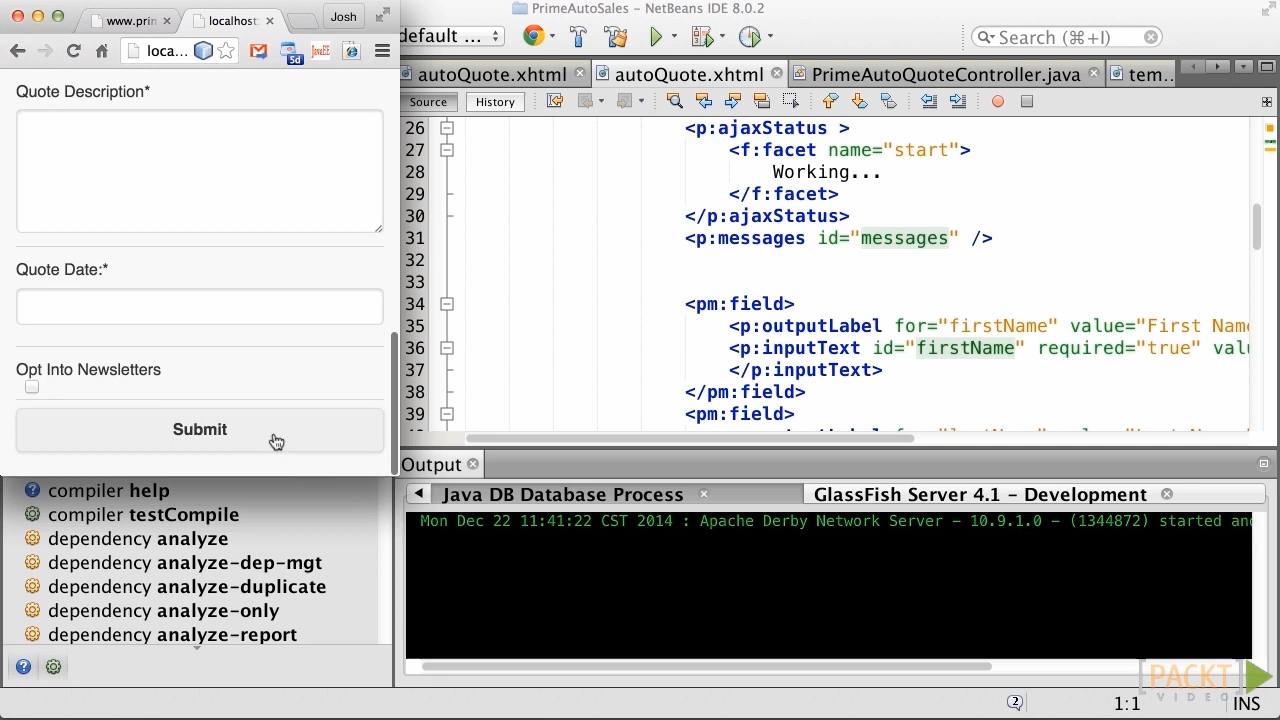 www.prin
localhost:
Josh
PrimeAutoSales – NetBeans IDE 8.0.2
loca...
5d
default ...
Search (⌘+I)
autoQuote.xhtml
autoQuote.xhtml
PrimeAutoQuoteController.java
tem...
Source
History
Quote Description*
Quote Date:*
Opt Into Newsletters
Submit
26 <p:ajaxStatus >
27 <f:facet name="start">
28 Working...
29 </f:facet>
30 </p:ajaxStatus>
31 <p:messages id="messages" />
32
33
34 <pm:field>
35 <p:outputLabel for="firstName" value="First Name
36 <p:inputText id="firstName" required="true" valu
37 </p:inputText>
38 </pm:field>
39 <pm:field>
compiler help
compiler testCompile
dependency analyze
dependency analyze-dep-mgt
dependency analyze-duplicate
dependency analyze-only
dependency analyze-report
Output
Java DB Database Process
GlassFish Server 4.1 – Development
Mon Dec 22 11:41:22 CST 2014 : Apache Derby Network Server - 10.9.1.0 - (1344872) started and
PACKT
VIDEO
2
1:1
INS